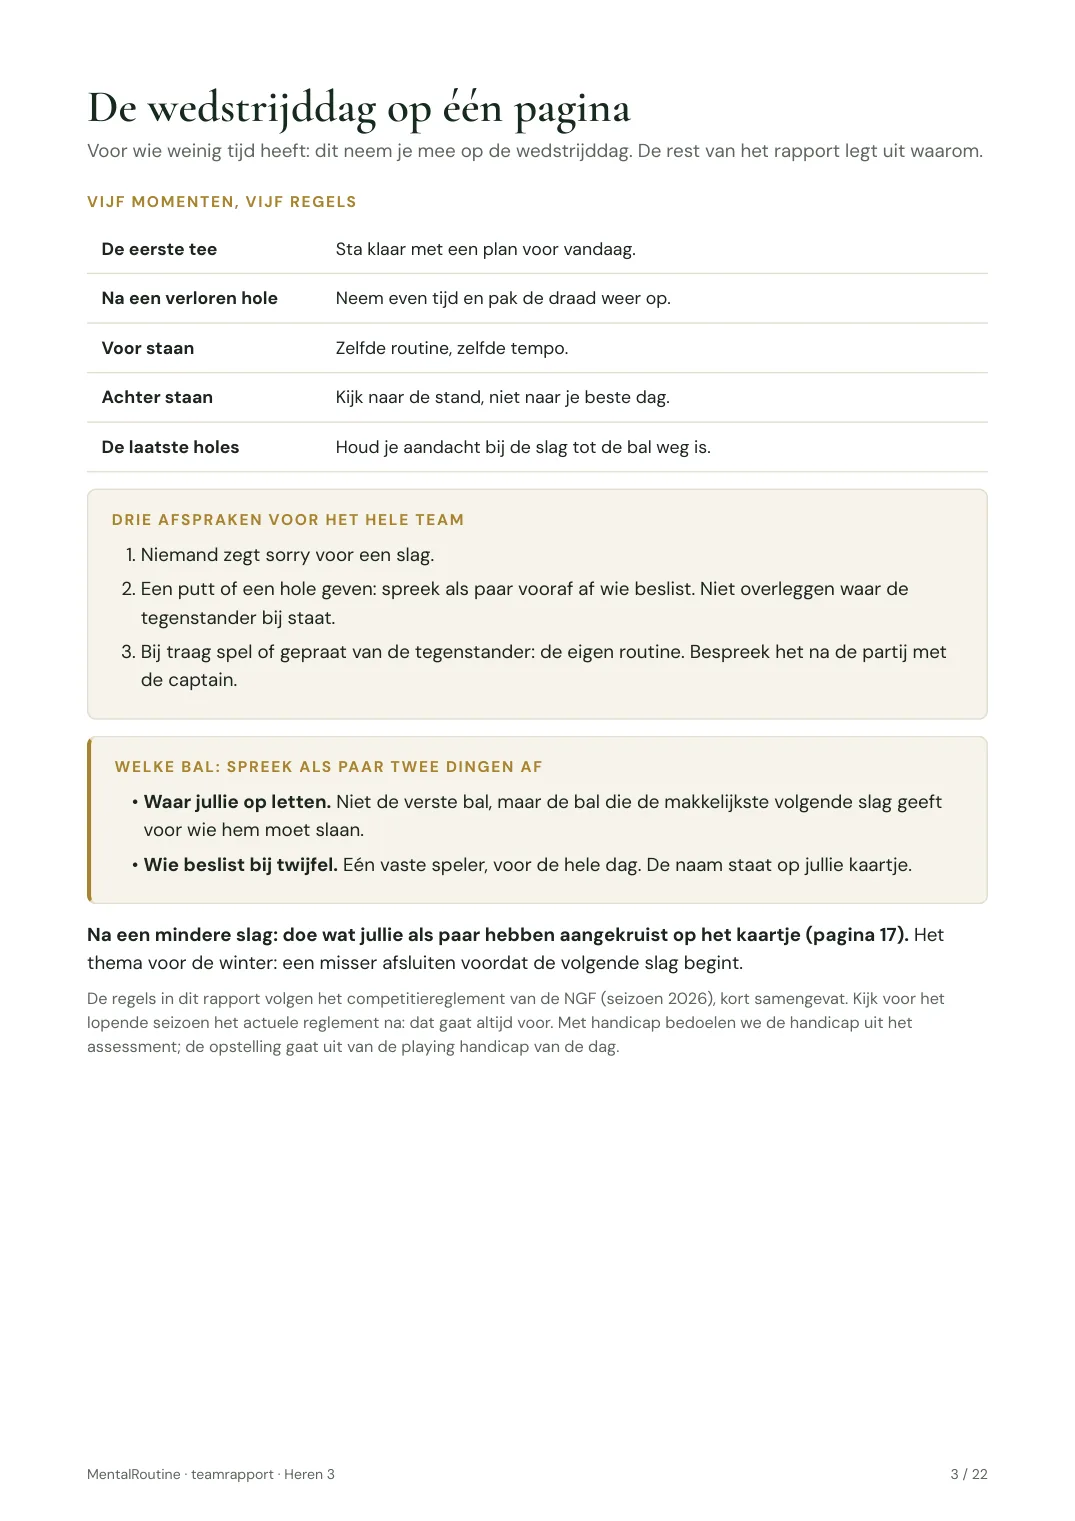 De wedstrijddag op één pagina
Voor wie weinig tijd heeft: dit neem je mee op de wedstrijddag. De rest van het rapport legt uit waarom.
VIJF MOMENTEN, VIJF REGELS
De eerste tee Sta klaar met een plan voor vandaag.
Na een verloren hole Neem even tijd en pak de draad weer op.
Voor staan Zelfde routine, zelfde tempo.
Achter staan Kijk naar de stand, niet naar je beste dag.
De laatste holes Houd je aandacht bij de slag tot de bal weg is.
DRIE AFSPRAKEN VOOR HET HELE TEAM
1. Niemand zegt sorry voor een slag.
2. Een putt of een hole geven: spreek als paar vooraf af wie beslist. Niet overleggen waar de
tegenstander bij staat.
3. Bij traag spel of gepraat van de tegenstander: de eigen routine. Bespreek het na de partij met
de captain.
WELKE BAL: SPREEK ALS PAAR TWEE DINGEN AF
• Waar jullie op letten. Niet de verste bal, maar de bal die de makkelijkste volgende slag geeft
voor wie hem moet slaan.
• Wie beslist bij twijfel. Eén vaste speler, voor de hele dag. De naam staat op jullie kaartje.
Na een mindere slag: doe wat jullie als paar hebben aangekruist op het kaartje (pagina 17). Het
thema voor de winter: een misser afsluiten voordat de volgende slag begint.
De regels in dit rapport volgen het competitiereglement van de NGF (seizoen 2026), kort samengevat. Kijk voor het
lopende seizoen het actuele reglement na: dat gaat altijd voor. Met handicap bedoelen we de handicap uit het
assessment; de opstelling gaat uit van de playing handicap van de dag.
MentalRoutine · teamrapport · Heren 3 3 / 22